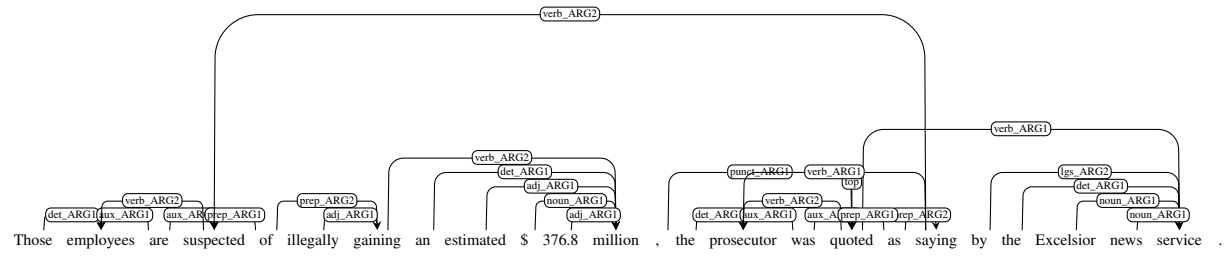 verb_ARG2
verb_ARG1
verb_ARG2
det_ARG1 punct_ARG1 verb_ARG1 lgs_ARG2
adj_ARG1 top det_ARG1
verb_ARG2 prep_ARG2 noun_ARG1 verb_ARG2 noun_ARG1
det_ARG1 aux_ARG1 prep_ARG1 adj_ARG1 adj_ARG1 aux_ARG1 prep_ARG1 noun_ARG1
Those employees are suspected of illegally gaining an estimated $ 376.8 million , the prosecutor was quoted as saying by the Excelsior news service .